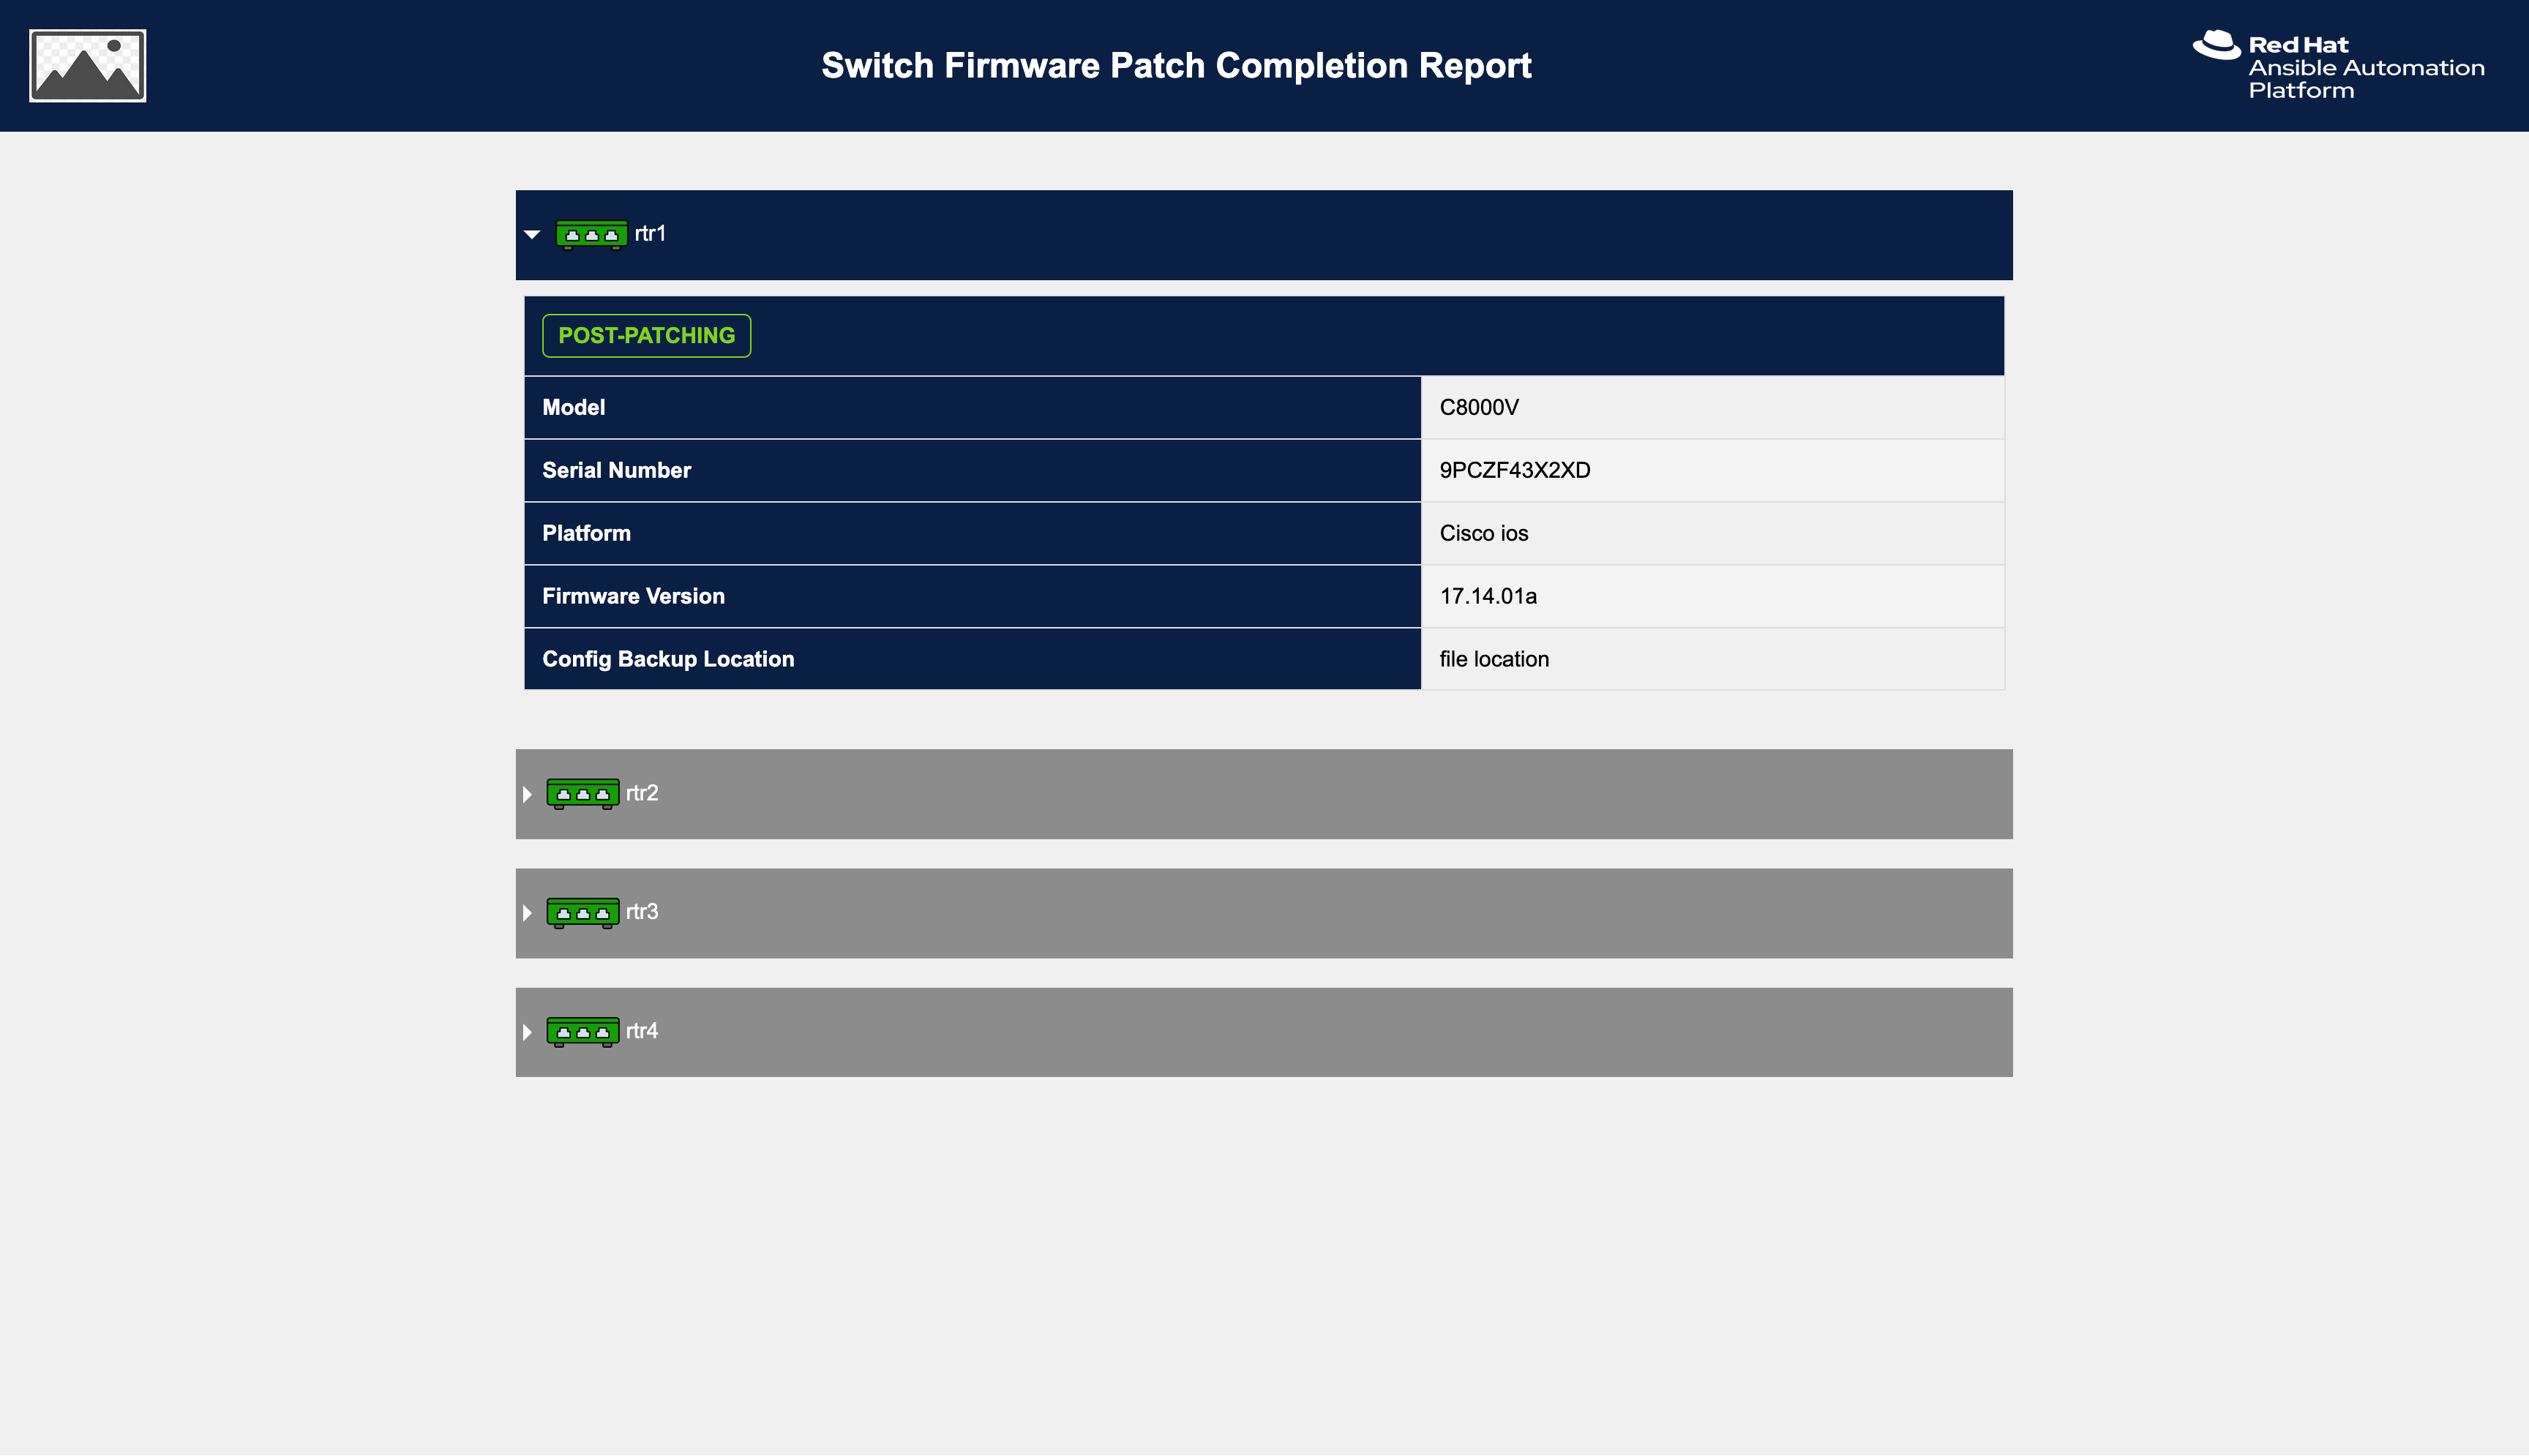 Switch Firmware Patch Completion Report
Red Hat
Ansible Automation
Platform
rtr1
POST-PATCHING
Model C8000V
Serial Number 9PCZF43X2XD
Platform Cisco ios
Firmware Version 17.14.01a
Config Backup Location file location
rtr2
rtr3
rtr4